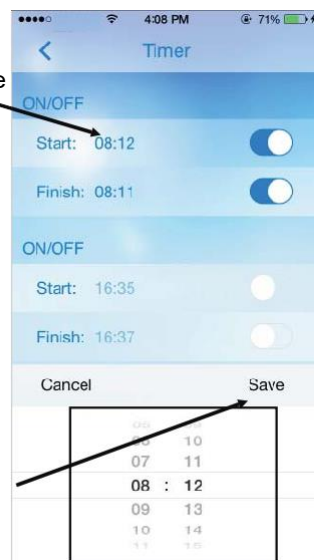 4:08 PM 71%
Timer
e
ON/OFF
Start: 08:12
Finish: 08:11
ON/OFF
Start: 16:35
Finish: 16:37
Cancel Save
10
07 11
08 : 12
09 13
10 14